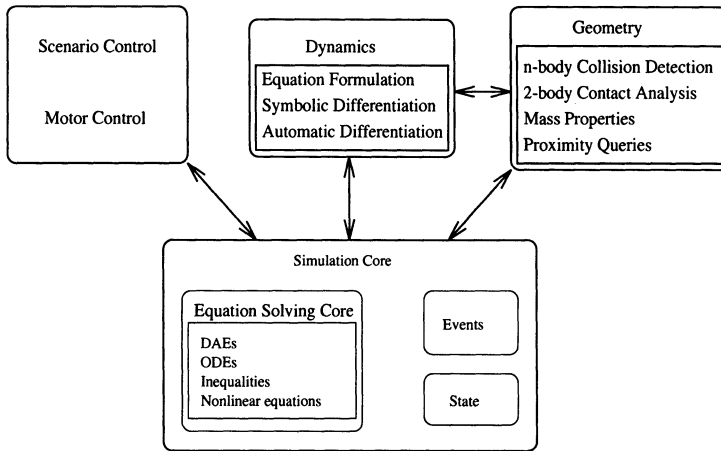 Scenario Control
Motor Control
Dynamics
Equation Formulation
Symbolic Differentiation
Automatic Differentiation
Geometry
n-body Collision Detection
2-body Contact Analysis
Mass Properties
Proximity Queries
Simulation Core
Equation Solving Core
DAEs
ODEs
Inequalities
Nonlinear equations
Events
State